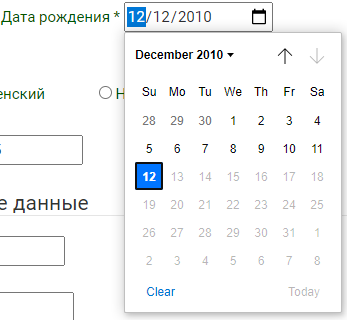 Дата рождения * 12/12/2010
December 2010
Su Mo Tu We Th Fr Sa
28 29 30 1 2 3 4
5 6 7 8 9 10 11
12 13 14 15 16 17 18
19 20 21 22 23 24 25
26 27 28 29 30 31 1
2 3 4 5 6 7 8
Clear Today
енский Н
е данные